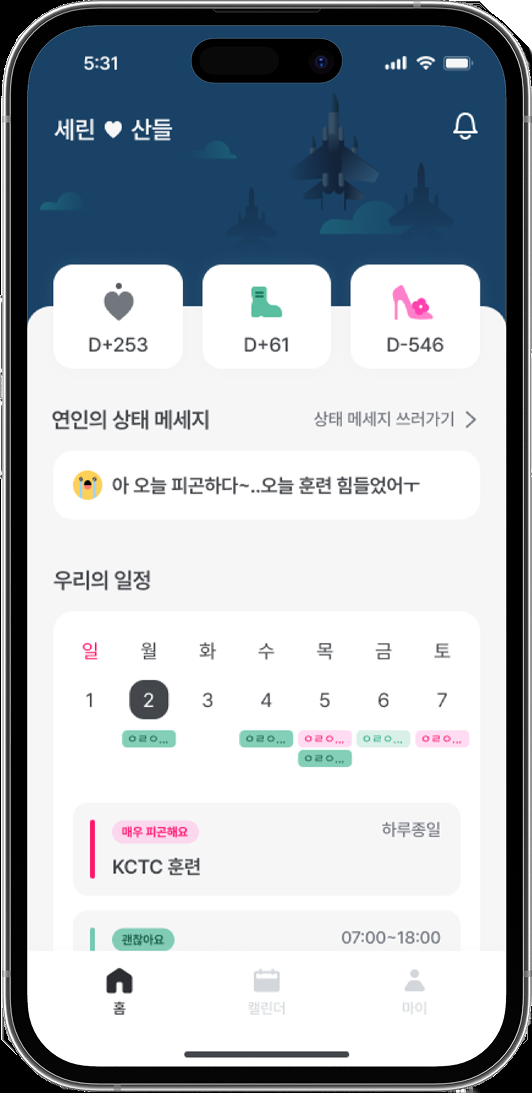 5:31
세린 ♥ 산들
D+253
D+61
D-546
연인의 상태 메세지
상태 메세지 쓰러가기 >
아 오늘 피곤하다~..오늘 훈련 힘들었어ㅜ
우리의 일정
일 월 화 수 목 금 토
1 2 3 4 5 6 7
ㅇㄹㅇ... ㅇㄹㅇ... ㅇㄹㅇ... ㅇㄹㅇ... ㅇㄹㅇ...
ㅇㄹㅇ...
매우 피곤해요 하루종일
KCTC 훈련
괜찮아요 07:00~18:00
홈 캘린더 마이